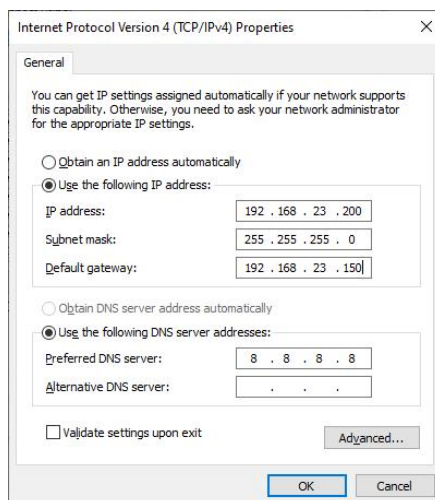 Internet Protocol Version 4 (TCP/IPv4) Properties
General
You can get IP settings assigned automatically if your network supports
this capability. Otherwise, you need to ask your network administrator
for the appropriate IP settings.
Obtain an IP address automatically
Use the following IP address:
IP address: 192 . 168 . 23 . 200
Subnet mask: 255 . 255 . 255 . 0
Default gateway: 192 . 168 . 23 . 150
Obtain DNS server address automatically
Use the following DNS server addresses:
Preferred DNS server: 8 . 8 . 8 . 8
Alternative DNS server: . . .
Validate settings upon exit
Advanced...
OK Cancel